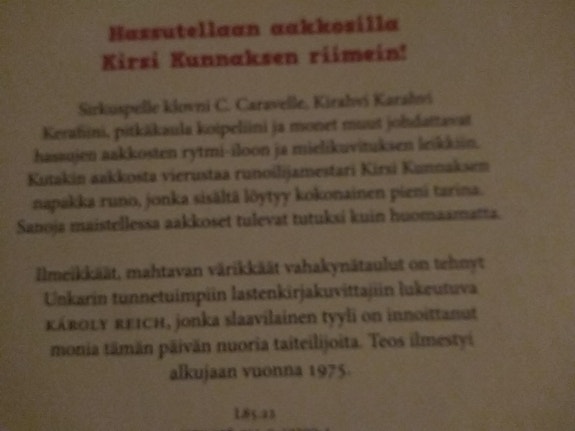 Hassutellaan aakkosilla
Kirsi Kunnaksen riimein!
Sirkuspelle klovni C. Caravelle, Kirahvi Karahvi
Kerafiini, pitkäkaula koipeliini ja monet muut johdattavat
hassujen aakkosten rytmi-iloon ja mielikuvituksen leikkiin.
Kutakin aakkosta vierustaa runoilijamestari Kirsi Kunnaksen
napakka runo, jonka sisältä löytyy kokonainen pieni tarina.
Sanoja maistellessa aakkoset tulevat tutuksi kuin huomaamatta.
Ilmeikkäät, mahtavan värikkäät vahakynätaulut on tehnyt
Unkarin tunnetuimpiin lastenkirjakuvittajiin lukeutuva
KÁROLY REICH, jonka slaavilainen tyyli on innoittanut
monia tämän päivän nuoria taiteilijoita. Teos ilmestyi
alkujaan vuonna 1975.
L85.22